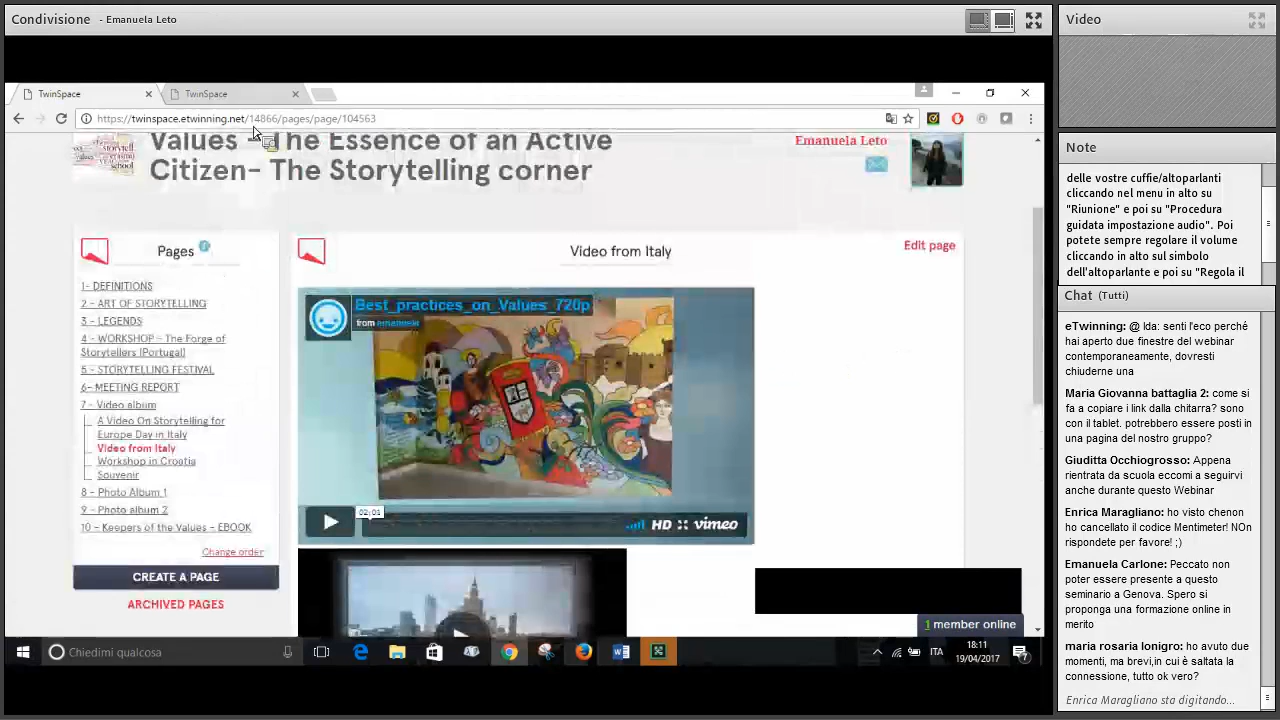 Condivisione - Emanuela Leto
Video
TwinSpace
TwinSpace
https://twinspace.etwinning.net/14866/pages/page/104563
Values - The Essence of an Active
Citizen- The Storytelling corner
Emanuela Leto
Pages
1- DEFINITIONS
2 - ART OF STORYTELLING
3 - LEGENDS
4 - WORKSHOP - The Forge of
Storytellers (Portugal)
5 - STORYTELLING FESTIVAL
6- MEETING REPORT
7 - Video album
A Video On Storytelling for
Europe Day in Italy
Video from Italy
Workshop in Croatia
Souvenir
8 - Photo Album 1
9 - Photo album 2
10 - Keepers of the Values - EBOOK
Change order
CREATE A PAGE
ARCHIVED PAGES
Video from Italy
Edit page
Best_practices_on_Values_720p
from
02:01
HD
vimeo
1 member online
Chiedimi qualcosa
ITA
18:11
19/04/2017
Note
delle vostre cuffie/altoparlanti
cliccando nel menu in alto su
"Riunione" e poi su "Procedura
guidata impostazione audio". Poi
potete sempre regolare il volume
cliccando in alto sul simbolo
dell'altoparlante e poi su "Regola il
Chat (Tutti)
eTwinning: @ Ida: senti l'eco perché
hai aperto due finestre del webinar
contemporaneamente, dovresti
chiuderne una
Maria Giovanna battaglia 2: come si
fa a copiare i link dalla chitarra? sono
con il tablet. potrebbero essere posti in
una pagina del nostro gruppo?
Giuditta Occhiogrosso: Appena
rientrata da scuola eccomi a seguirvi
anche durante questo Webinar
Enrica Maragliano: ho visto chenon
ho cancellato il codice Mentimeter! NOn
rispondete per favore! ;)
Emanuela Carlone: Peccato non
poter essere presente a questo
seminario a Genova. Spero si
proponga una formazione online in
merito
maria rosaria lonigro: ho avuto due
momenti, ma brevi,in cui è saltata la
connessione, tutto ok vero?
Enrica Maragliano sta digitando...